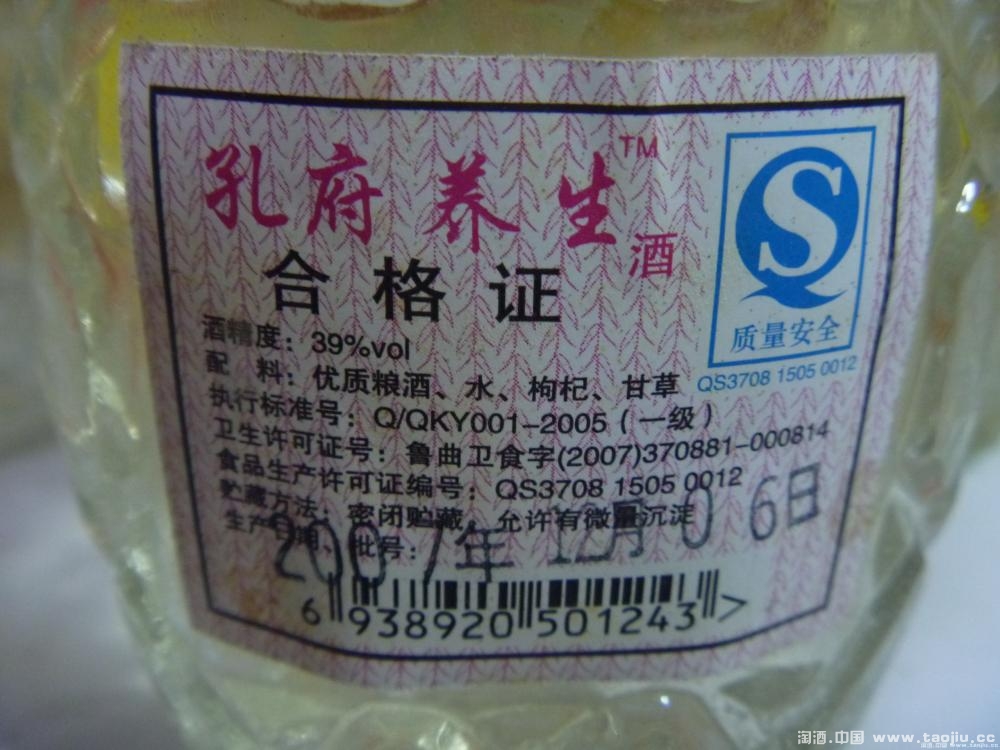 孔府养生™酒
合格证
质量安全
QS3708 1505 0012
酒精度：39%vol
配 料：优质粮酒、水、枸杞、甘草
执行标准号：Q/QKY001-2005（一级）
卫生许可证号：鲁曲卫食字(2007)370881-000814
食品生产许可证编号：QS3708 1505 0012
贮藏方法：密闭贮藏，允许有微量沉淀
生产日期、批号：
2007年 12月 06日
6 938920 501243 >
淘酒.中国 www.taojiu.cc